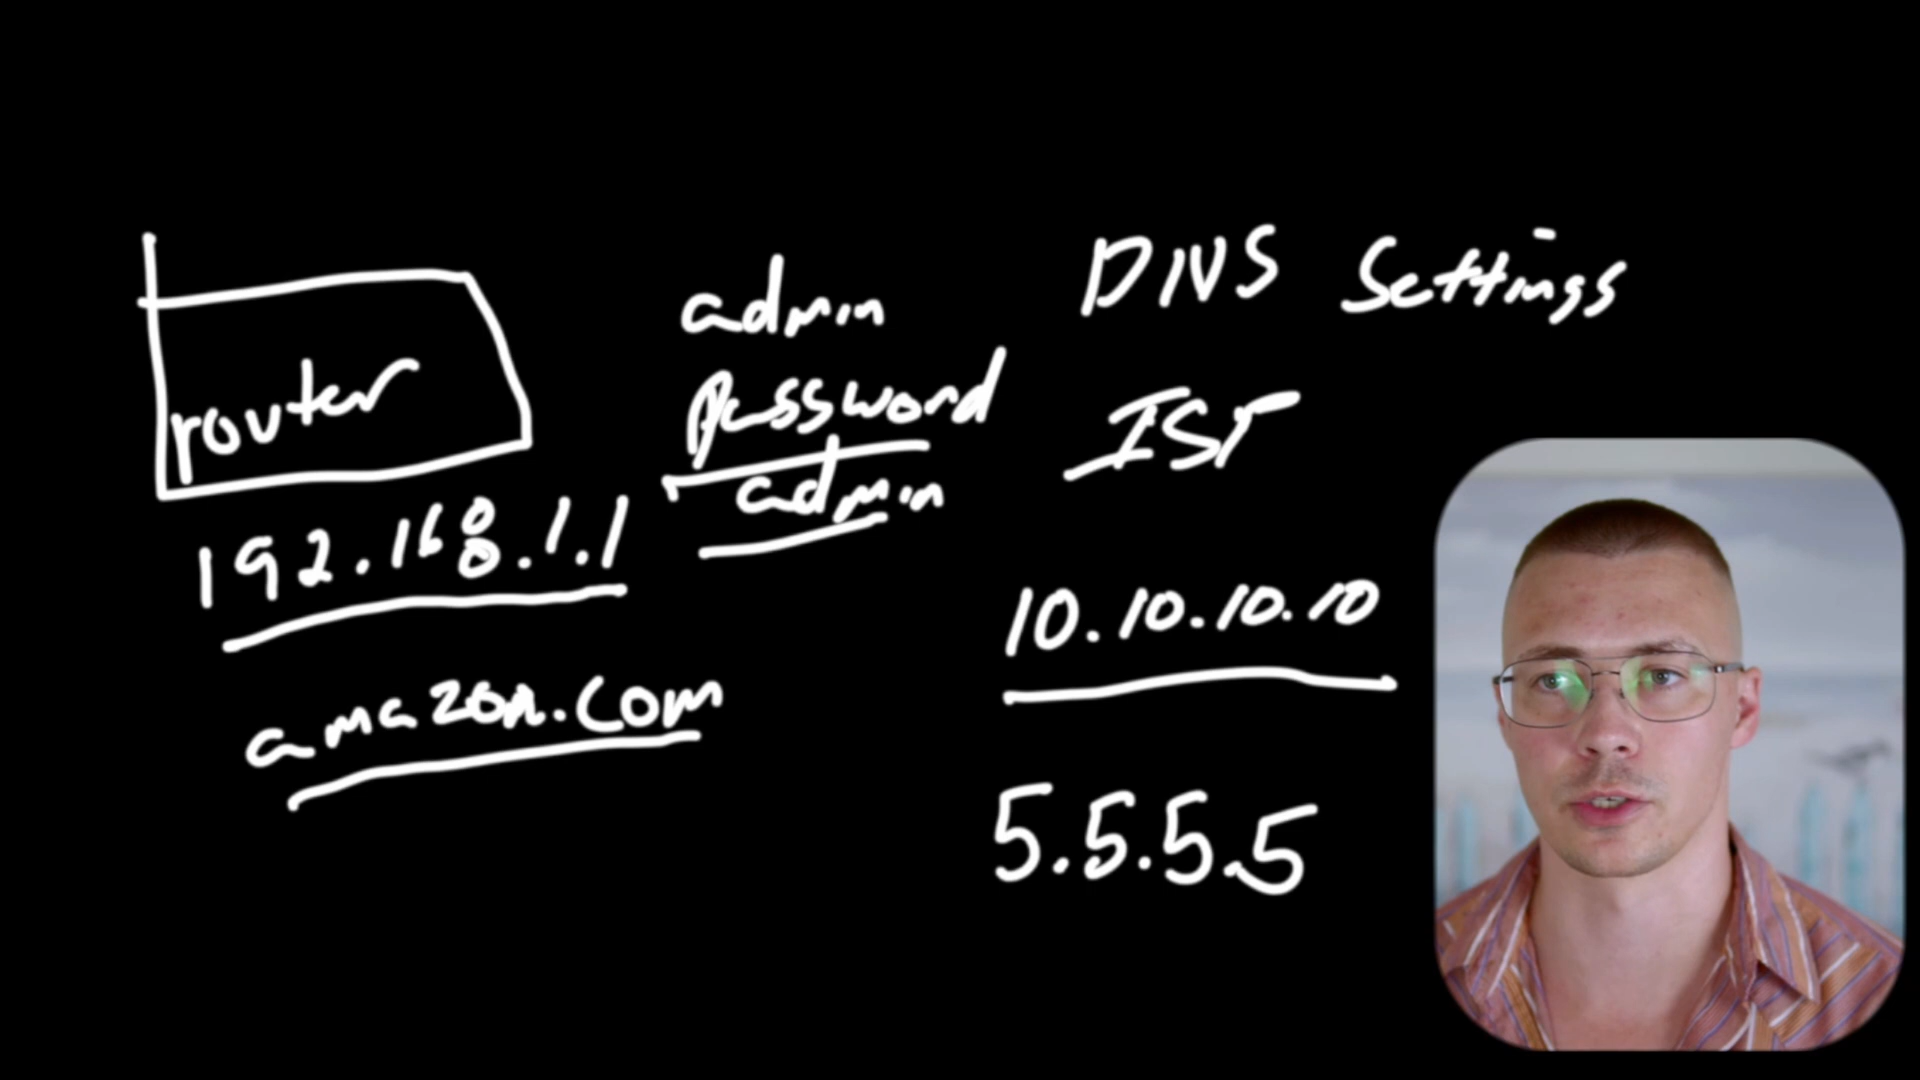 router
192.168.1.1
amazon.com
admin
password
admin
DNS Settings
ISP
10.10.10.10
5.5.5.5